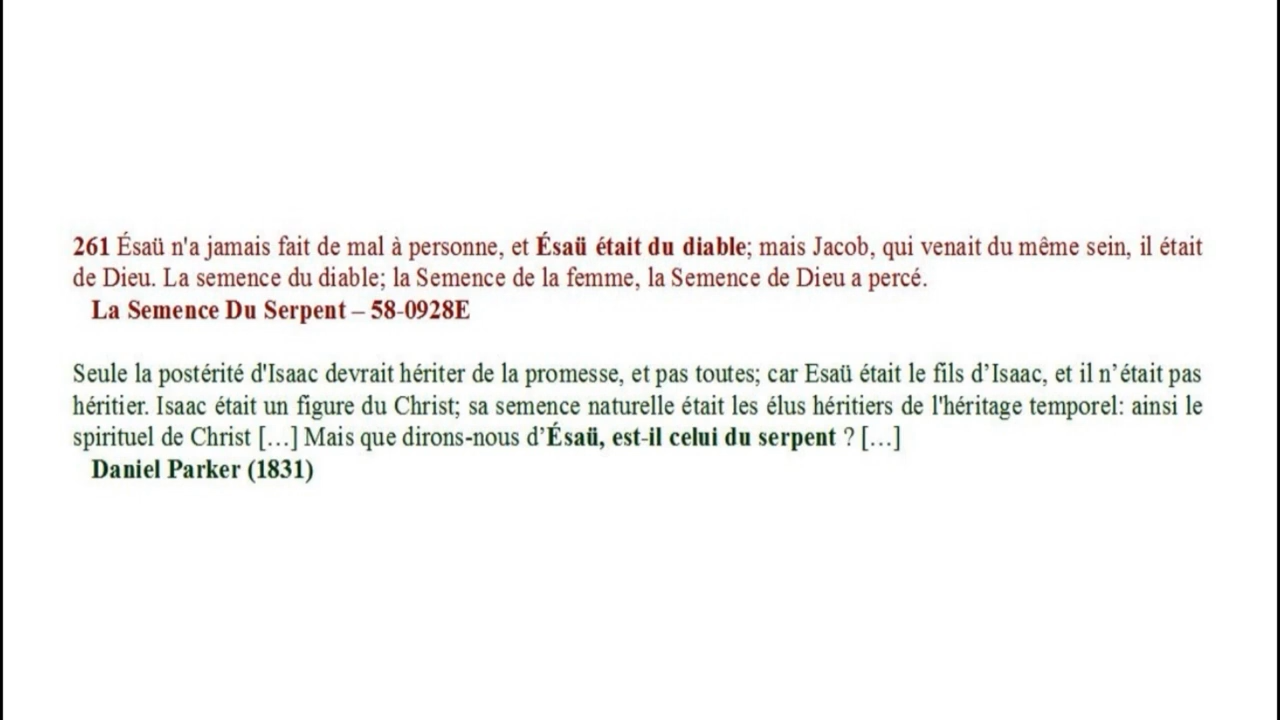 261 Ésaü n'a jamais fait de mal à personne, et Ésaü était du diable; mais Jacob, qui venait du même sein, il était
de Dieu. La semence du diable; la Semence de la femme, la Semence de Dieu a percé.
La Semence Du Serpent – 58-0928E
Seule la postérité d'Isaac devrait hériter de la promesse, et pas toutes; car Esaü était le fils d’Isaac, et il n’était pas
héritier. Isaac était un figure du Christ; sa semence naturelle était les élus héritiers de l'héritage temporel: ainsi le
spirituel de Christ […] Mais que dirons-nous d’Ésaü, est-il celui du serpent ? […]
Daniel Parker (1831)